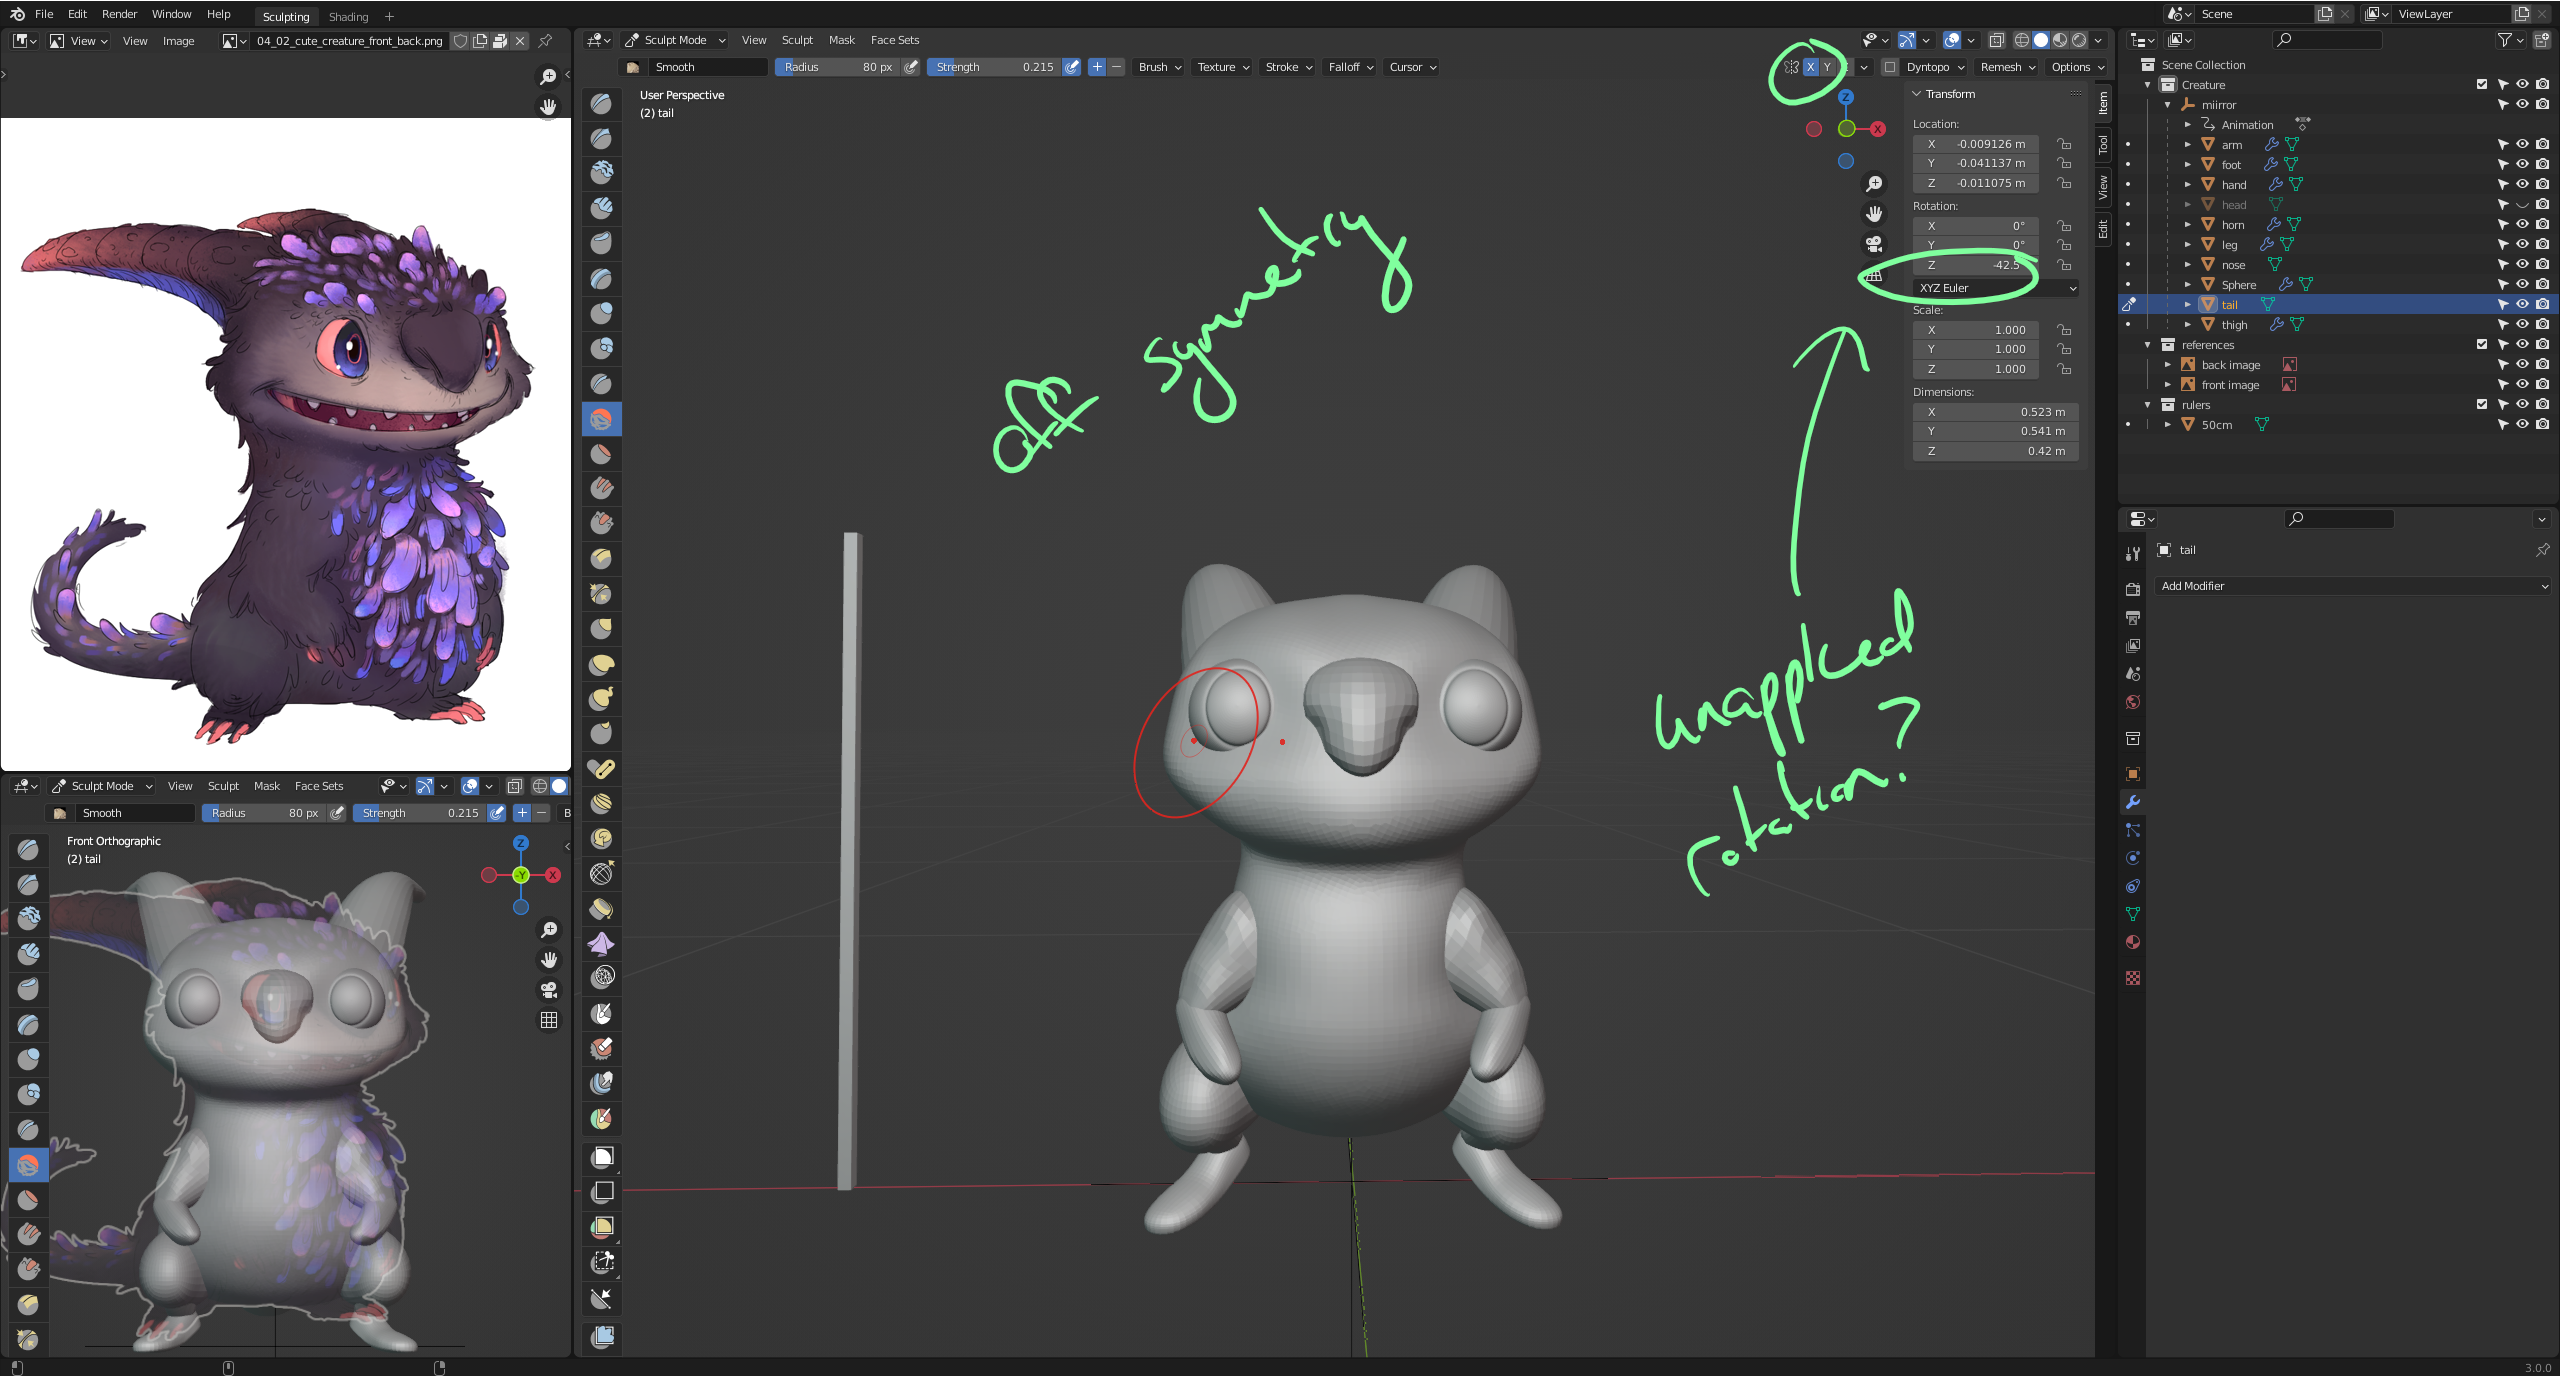 File Edit Render Window Help Sculpting Shading +
Scene ViewLayer
View View Image 04_02_cute_creature_front_back.png
Sculpt Mode View Sculpt Mask Face Sets
Smooth Radius 80 px Strength 0.215 + − Brush Texture Stroke Falloff Cursor
X Y Dyntopo Remesh Options
User Perspective
(2) tail
Z
X
off symmetry
unapplied
rotation?
Transform
Location:
X -0.009126 m
Y -0.041137 m
Z -0.011075 m
Rotation:
X 0°
Y 0°
Z -42.5
XYZ Euler
Scale:
X 1.000
Y 1.000
Z 1.000
Dimensions:
X 0.523 m
Y 0.541 m
Z 0.42 m
Item
Tool
View
Edit
Scene Collection
Creature
miirror
Animation
arm
foot
hand
head
horn
leg
nose
Sphere
tail
thigh
references
back image
front image
rulers
50cm
tail
Add Modifier
Sculpt Mode View Sculpt Mask Face Sets
Smooth Radius 80 px Strength 0.215 + − B
Front Orthographic
(2) tail
Z
-Y X
3.0.0